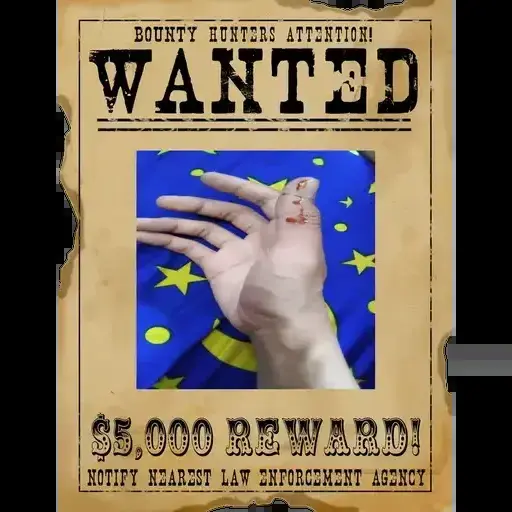 BOUNTY HUNTERS ATTENTION!
WANTED
$5,000 REWARD!
NOTIFY NEAREST LAW ENFORCEMENT AGENCY